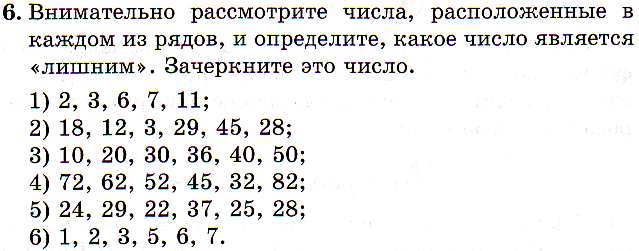 6. Внимательно рассмотрите числа, расположенные в
каждом из рядов, и определите, какое число является
«лишним». Зачеркните это число.
1) 2, 3, 6, 7, 11;
2) 18, 12, 3, 29, 45, 28;
3) 10, 20, 30, 36, 40, 50;
4) 72, 62, 52, 45, 32, 82;
5) 24, 29, 22, 37, 25, 28;
6) 1, 2, 3, 5, 6, 7.